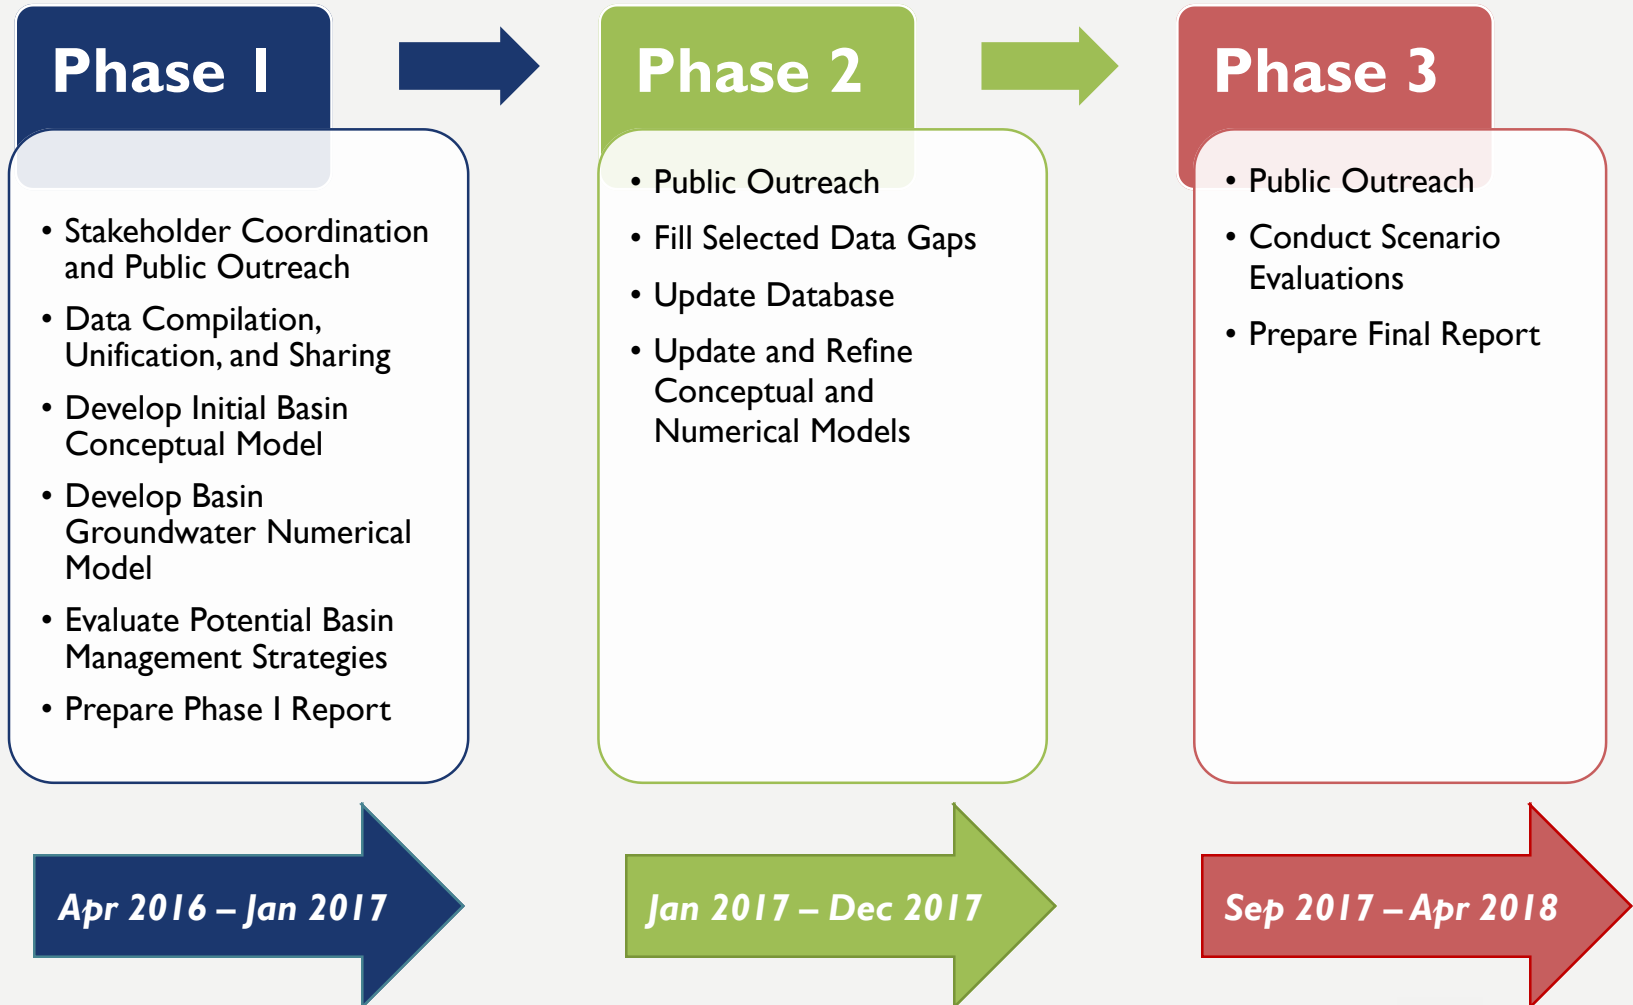 Phase 1
• Stakeholder Coordination
and Public Outreach
• Data Compilation,
Unification, and Sharing
• Develop Initial Basin
Conceptual Model
• Develop Basin
Groundwater Numerical
Model
• Evaluate Potential Basin
Management Strategies
• Prepare Phase 1 Report
Apr 2016 – Jan 2017
Phase 2
• Public Outreach
• Fill Selected Data Gaps
• Update Database
• Update and Refine
Conceptual and
Numerical Models
Jan 2017 – Dec 2017
Phase 3
• Public Outreach
• Conduct Scenario
Evaluations
• Prepare Final Report
Sep 2017 – Apr 2018